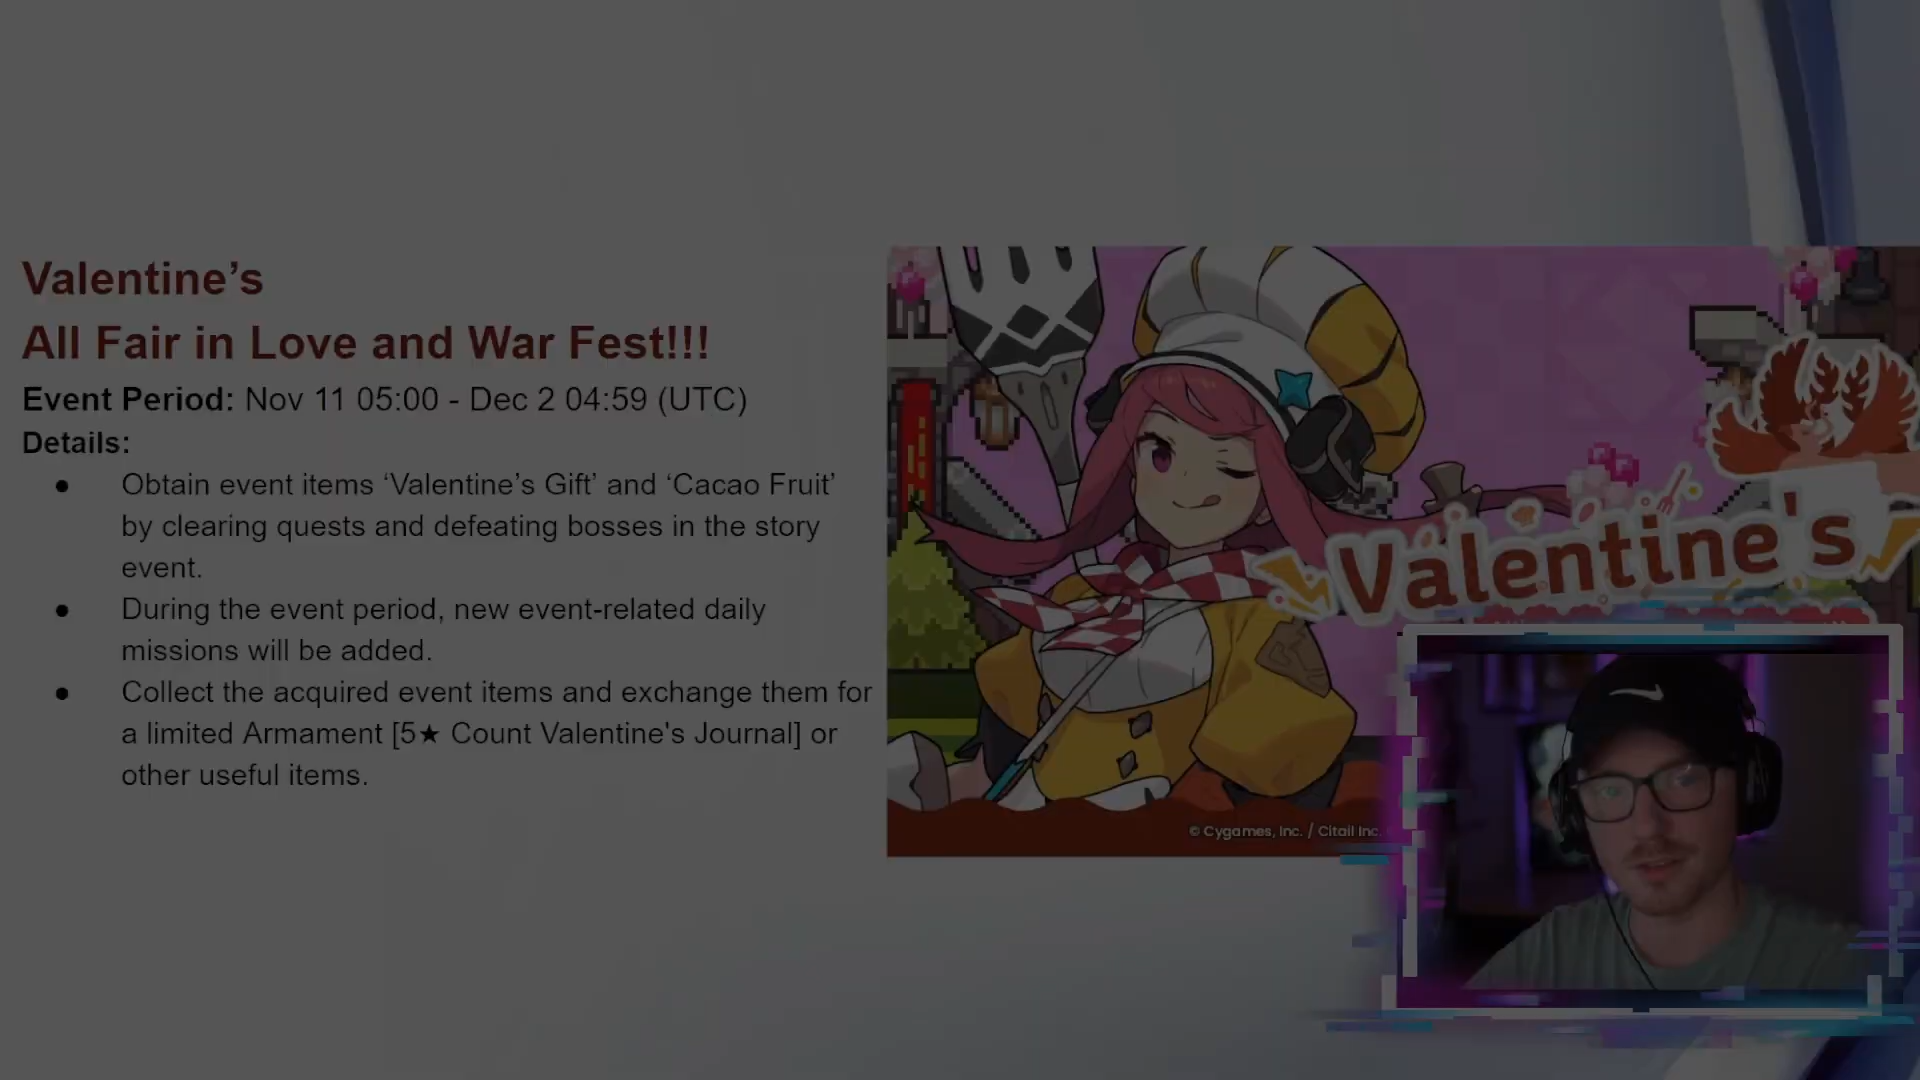 Valentine’s
All Fair in Love and War Fest!!!
Event Period: Nov 11 05:00 - Dec 2 04:59 (UTC)
Details:
● Obtain event items ‘Valentine’s Gift’ and ‘Cacao Fruit’
by clearing quests and defeating bosses in the story
event.
● During the event period, new event-related daily
missions will be added.
● Collect the acquired event items and exchange them for
a limited Armament [5★ Count Valentine's Journal] or
other useful items.
Valentine's
© Cygames, Inc. / Citail Inc.